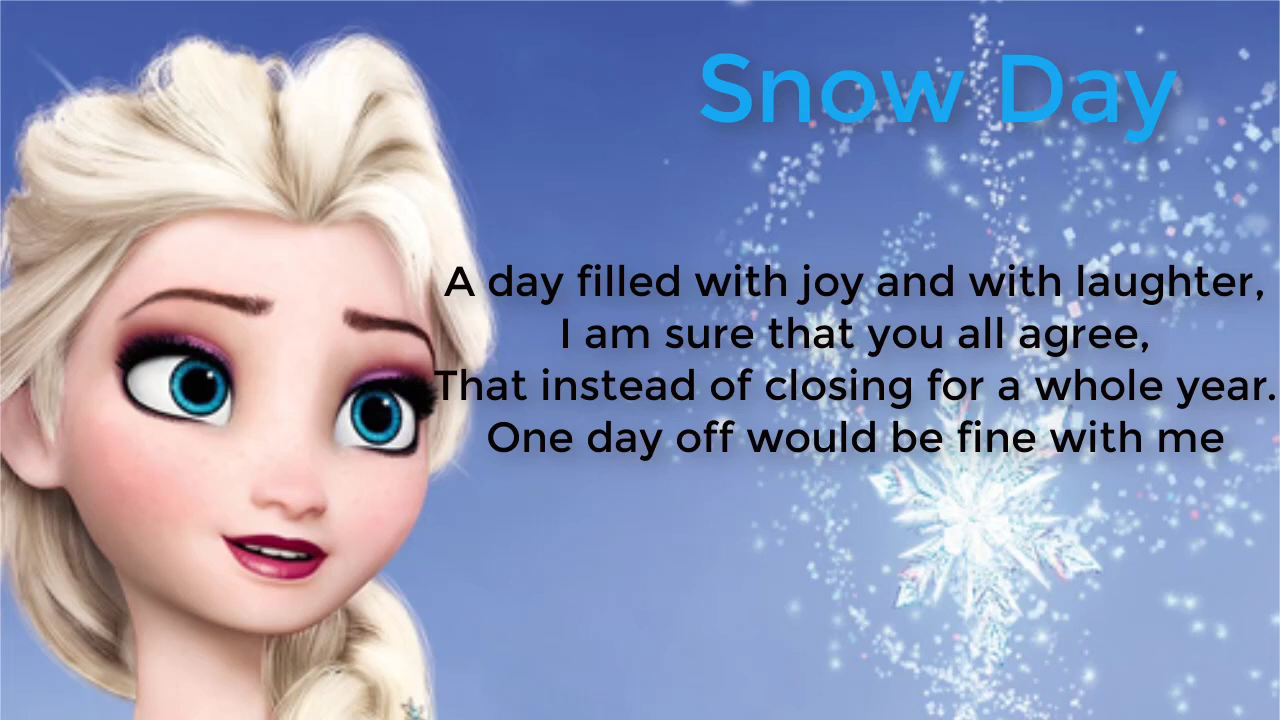 Snow Day
A day filled with joy and with laughter,
I am sure that you all agree,
That instead of closing for a whole year.
One day off would be fine with me